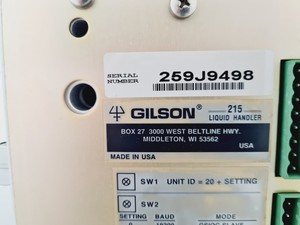 SERIAL
NUMBER
259J9498
GILSON® 215
LIQUID HANDLER
BOX 27 3000 WEST BELTLINE HWY.
MIDDLETON, WI 53562
USA
MADE IN USA
SW1 UNIT ID = 20 + SETTING
SW2
SETTING BAUD MODE